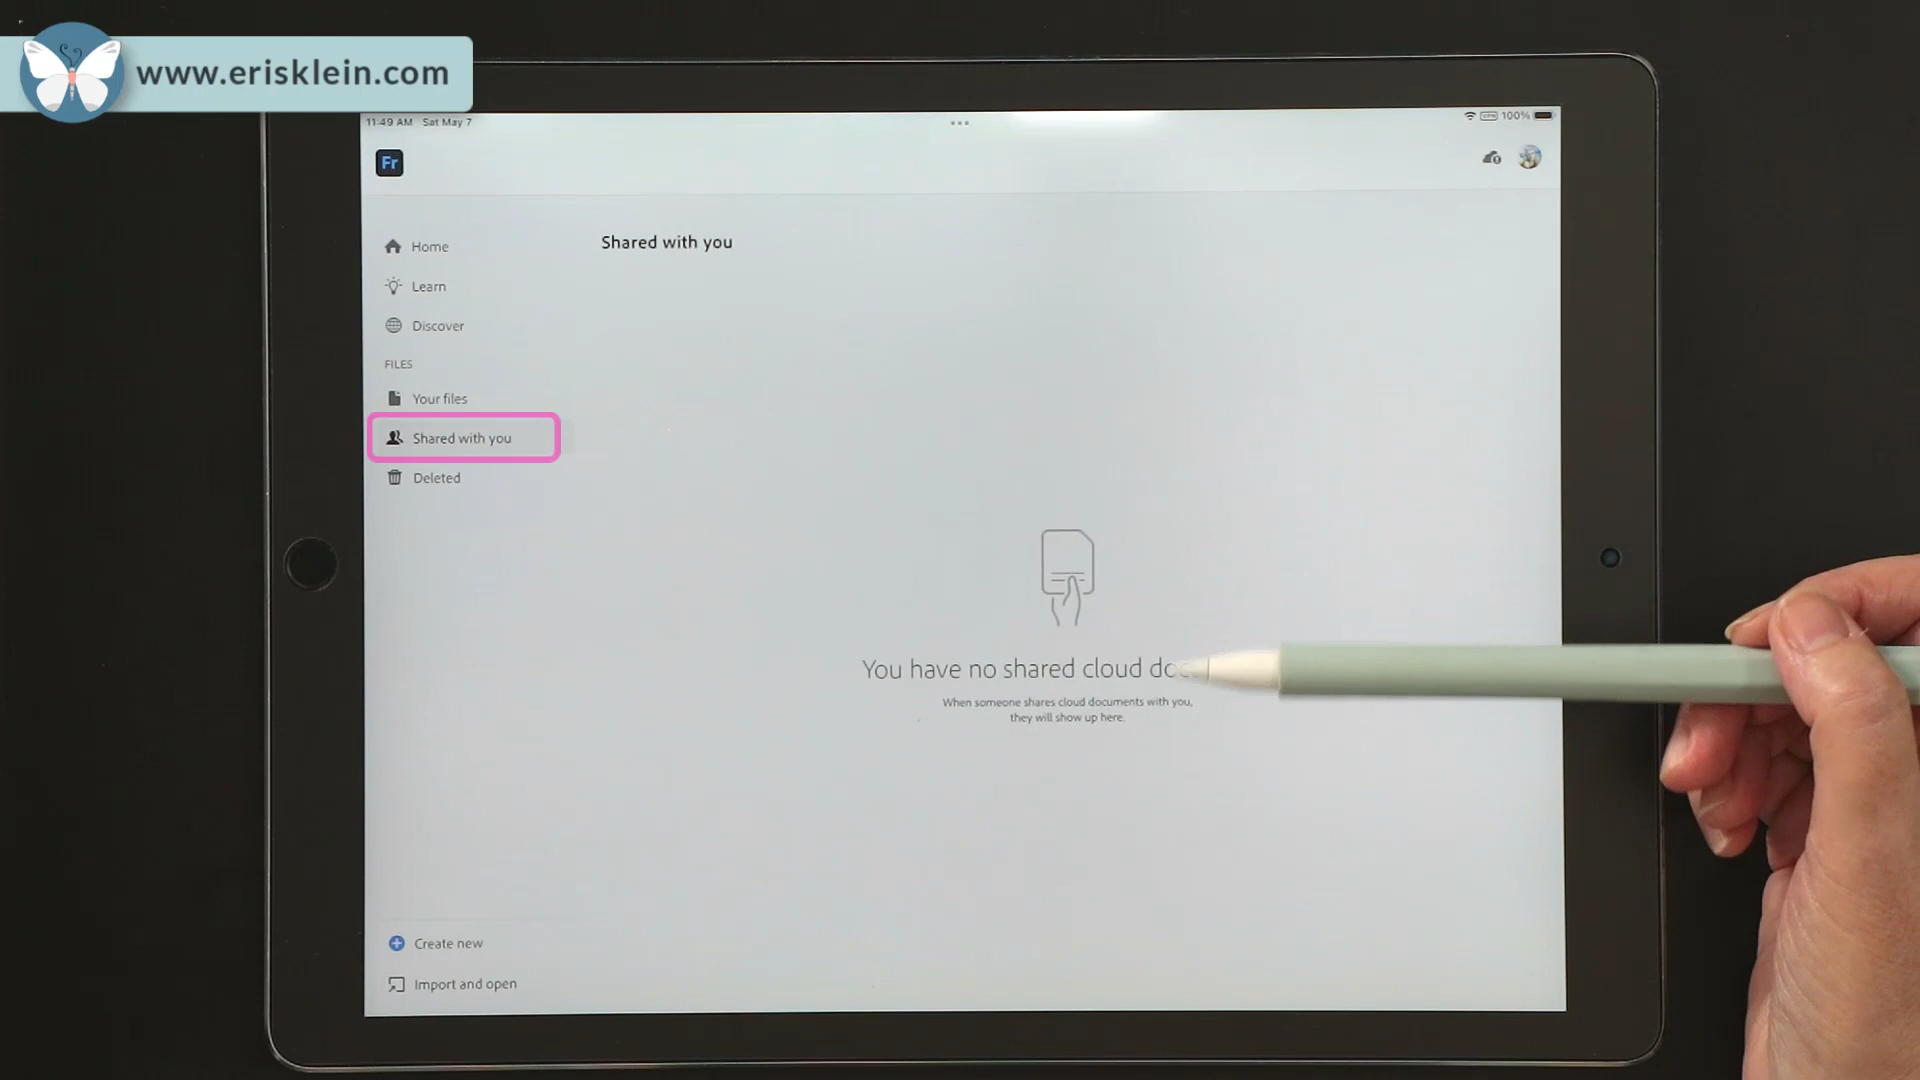 www.erisklein.com
11:49 AM Sat May 7
100%
Fr
Home
Shared with you
Learn
Discover
FILES
Your files
Shared with you
Deleted
You have no shared cloud
When someone shares cloud documents with you,
they will show up here.
Create new
Import and open